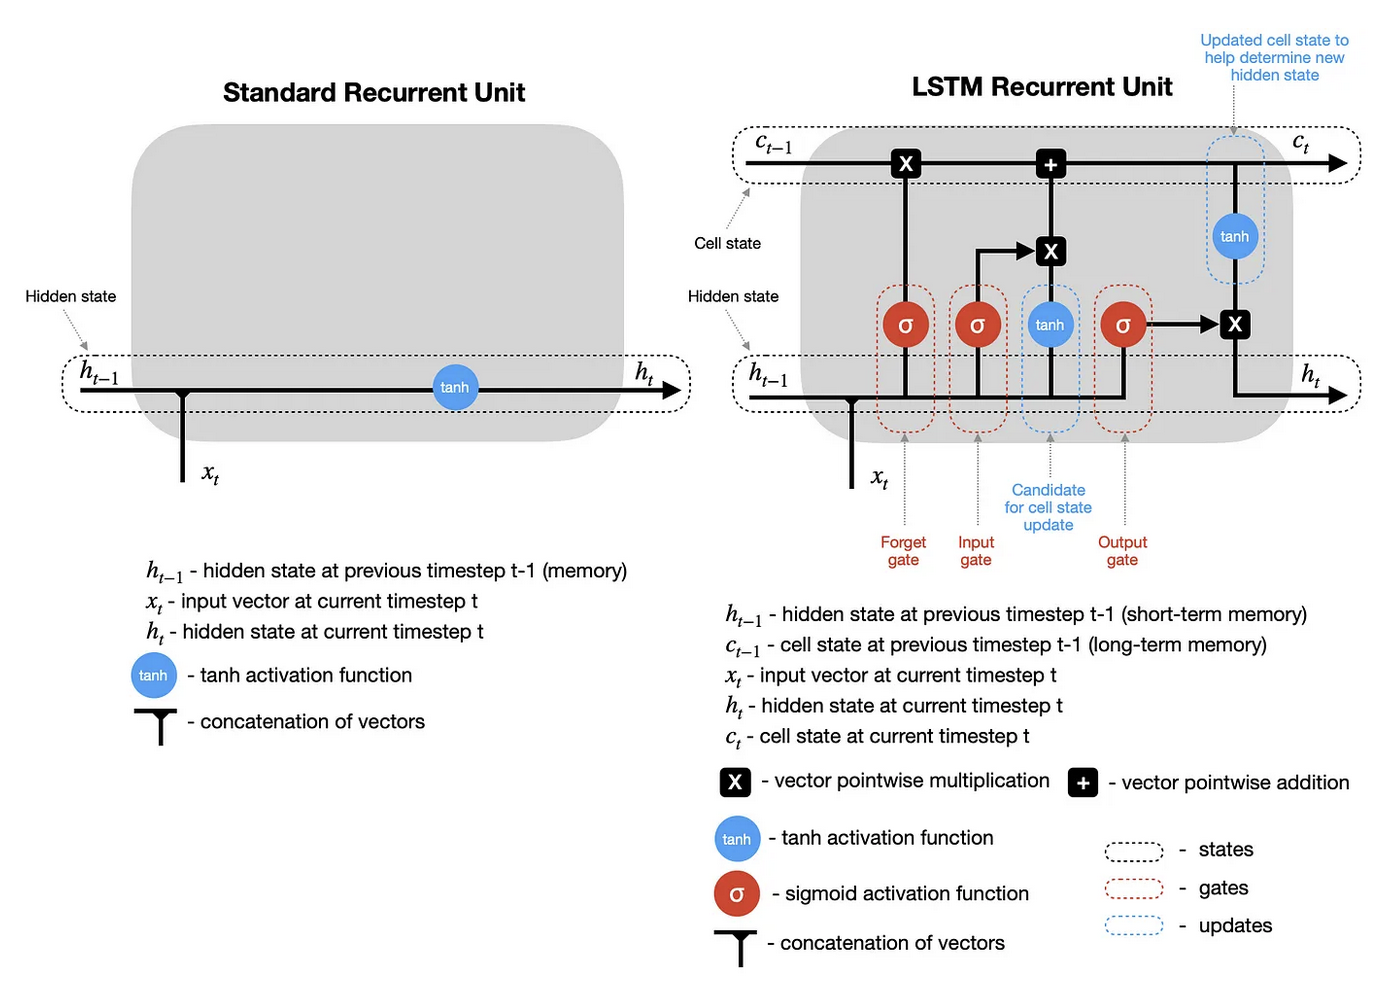 Standard Recurrent Unit
Hidden state
h_{t-1}
tanh
h_t
x_t
h_{t-1} - hidden state at previous timestep t-1 (memory)
x_t - input vector at current timestep t
h_t - hidden state at current timestep t
tanh - tanh activation function
- concatenation of vectors
LSTM Recurrent Unit
Updated cell state to
help determine new
hidden state
c_{t-1}
X
+
c_t
Cell state
X
tanh
Hidden state
σ
σ
tanh
σ
X
h_{t-1}
h_t
x_t
Candidate
for cell state
update
Forget
gate
Input
gate
Output
gate
h_{t-1} - hidden state at previous timestep t-1 (short-term memory)
c_{t-1} - cell state at previous timestep t-1 (long-term memory)
x_t - input vector at current timestep t
h_t - hidden state at current timestep t
c_t - cell state at current timestep t
X - vector pointwise multiplication
+ - vector pointwise addition
tanh - tanh activation function
σ - sigmoid activation function
- concatenation of vectors
- states
- gates
- updates